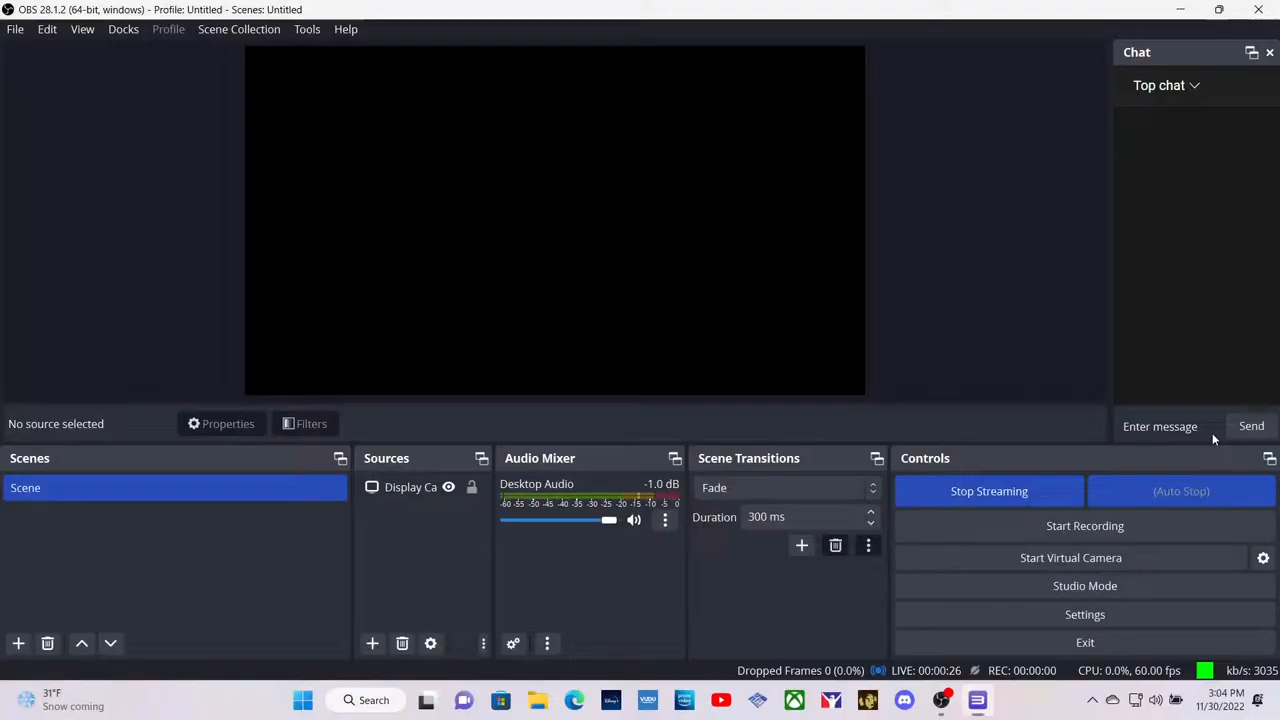 OBS 28.1.2 (64-bit, windows) - Profile: Untitled - Scenes: Untitled
File Edit View Docks Profile Scene Collection Tools Help
Chat
Top chat
No source selected Properties Filters Enter message Send
Scenes Sources Audio Mixer Scene Transitions Controls
Scene
Display Ca
Desktop Audio -1.0 dB
-60 -55 -50 -45 -40 -35 -30 -25 -20 -15 -10 -5 0
Fade
Duration 300 ms
Stop Streaming (Auto Stop)
Start Recording
Start Virtual Camera
Studio Mode
Settings
Exit
Dropped Frames 0 (0.0%) LIVE: 00:00:26 REC: 00:00:00 CPU: 0.0%, 60.00 fps kb/s: 3035
31°F
Snow coming
Search
Disney+
VUDU
prime video
3:04 PM
11/30/2022